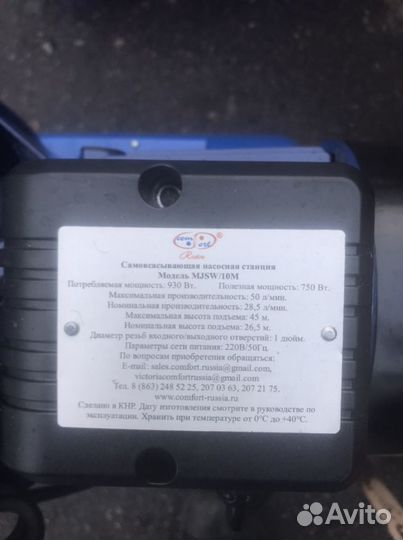 com ort ®
Самовсасывающая насосная станция
Модель MJSW/10M
Потребляемая мощность: 930 Вт. Полезная мощность: 750 Вт.
Максимальная производительность: 50 л/мин.
Номинальная производительность: 28,5 л/мин.
Максимальная высота подъема: 45 м.
Номинальная высота подъема: 26,5 м.
Диаметр резьб входного/выходного отверстий: 1 дюйм.
Параметры сети питания: 220В/50Гц.
По вопросам приобретения обращаться:
E-mail: sales.comfort.russia@gmail.com,
victoriacomfortrussia@gmail.com
Тел. 8 (863) 248 52 25, 207 03 63, 207 21 75.
www.comfort-russia.ru
Сделано в КНР. Дату изготовления смотрите в руководстве по
эксплуатации. Хранить при температуре от 0°С до +40°С.
Avito